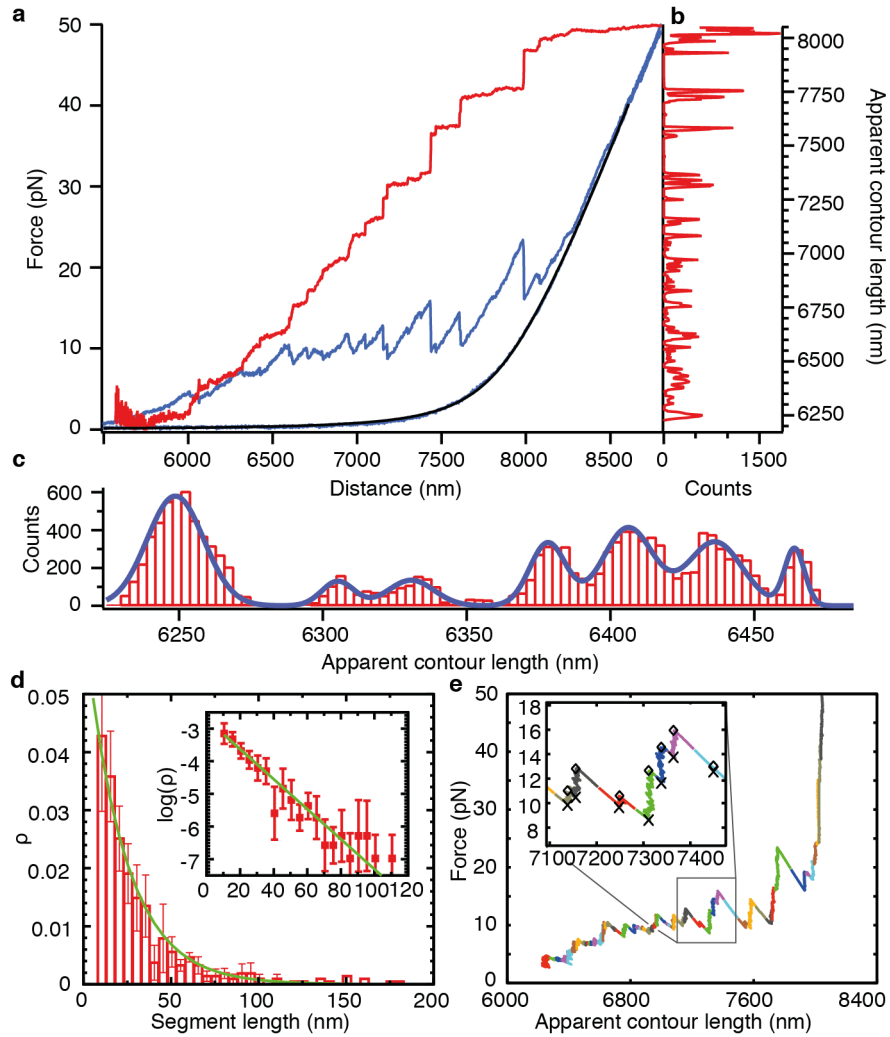 a
b
50
40
30
20
10
0
Force (pN)
6000 6500 7000 7500 8000 8500
Distance (nm)
0 1500
Counts
8000
7750
7500
7250
7000
6750
6500
6250
Apparent contour length (nm)
c
600
400
200
0
Counts
6250 6300 6350 6400 6450
Apparent contour length (nm)
d
0.05
0.04
0.03
0.02
0.01
0
ρ
0 50 100 150 200
Segment length (nm)
-3
-4
-5
-6
-7
log(ρ)
0 20 40 60 80 100 120
e
50
40
30
20
10
0
Force (pN)
6000 6800 7600 8400
Apparent contour length (nm)
18
16
14
12
10
8
7100 7200 7300 7400